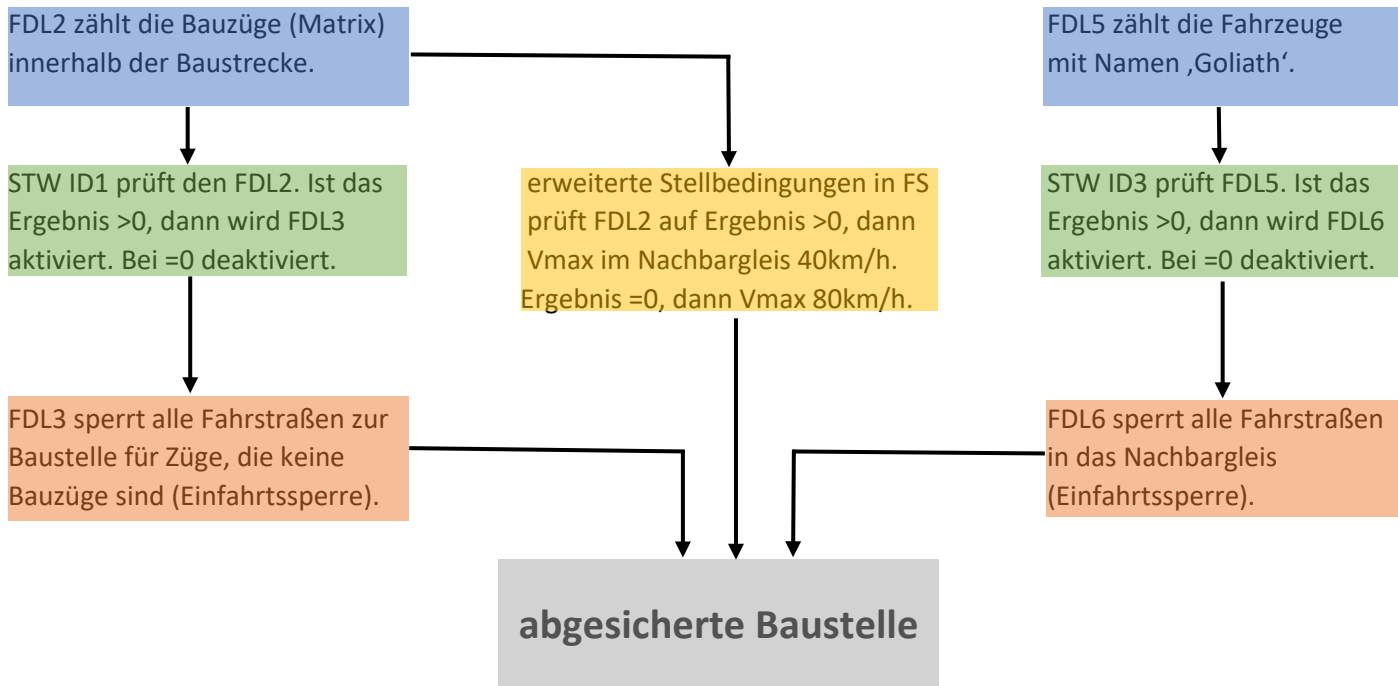 FDL2 zählt die Bauzüge (Matrix)
innerhalb der Baustrecke.
FDL5 zählt die Fahrzeuge
mit Namen ‚Goliath‘.
STW ID1 prüft den FDL2. Ist das
Ergebnis >0, dann wird FDL3
aktiviert. Bei =0 deaktiviert.
erweiterte Stellbedingungen in FS
prüft FDL2 auf Ergebnis >0, dann
Vmax im Nachbargleis 40km/h.
Ergebnis =0, dann Vmax 80km/h.
STW ID3 prüft FDL5. Ist das
Ergebnis >0, dann wird FDL6
aktiviert. Bei =0 deaktiviert.
FDL3 sperrt alle Fahrstraßen zur
Baustelle für Züge, die keine
Bauzüge sind (Einfahrtssperre).
FDL6 sperrt alle Fahrstraßen
in das Nachbargleis
(Einfahrtssperre).
abgesicherte Baustelle